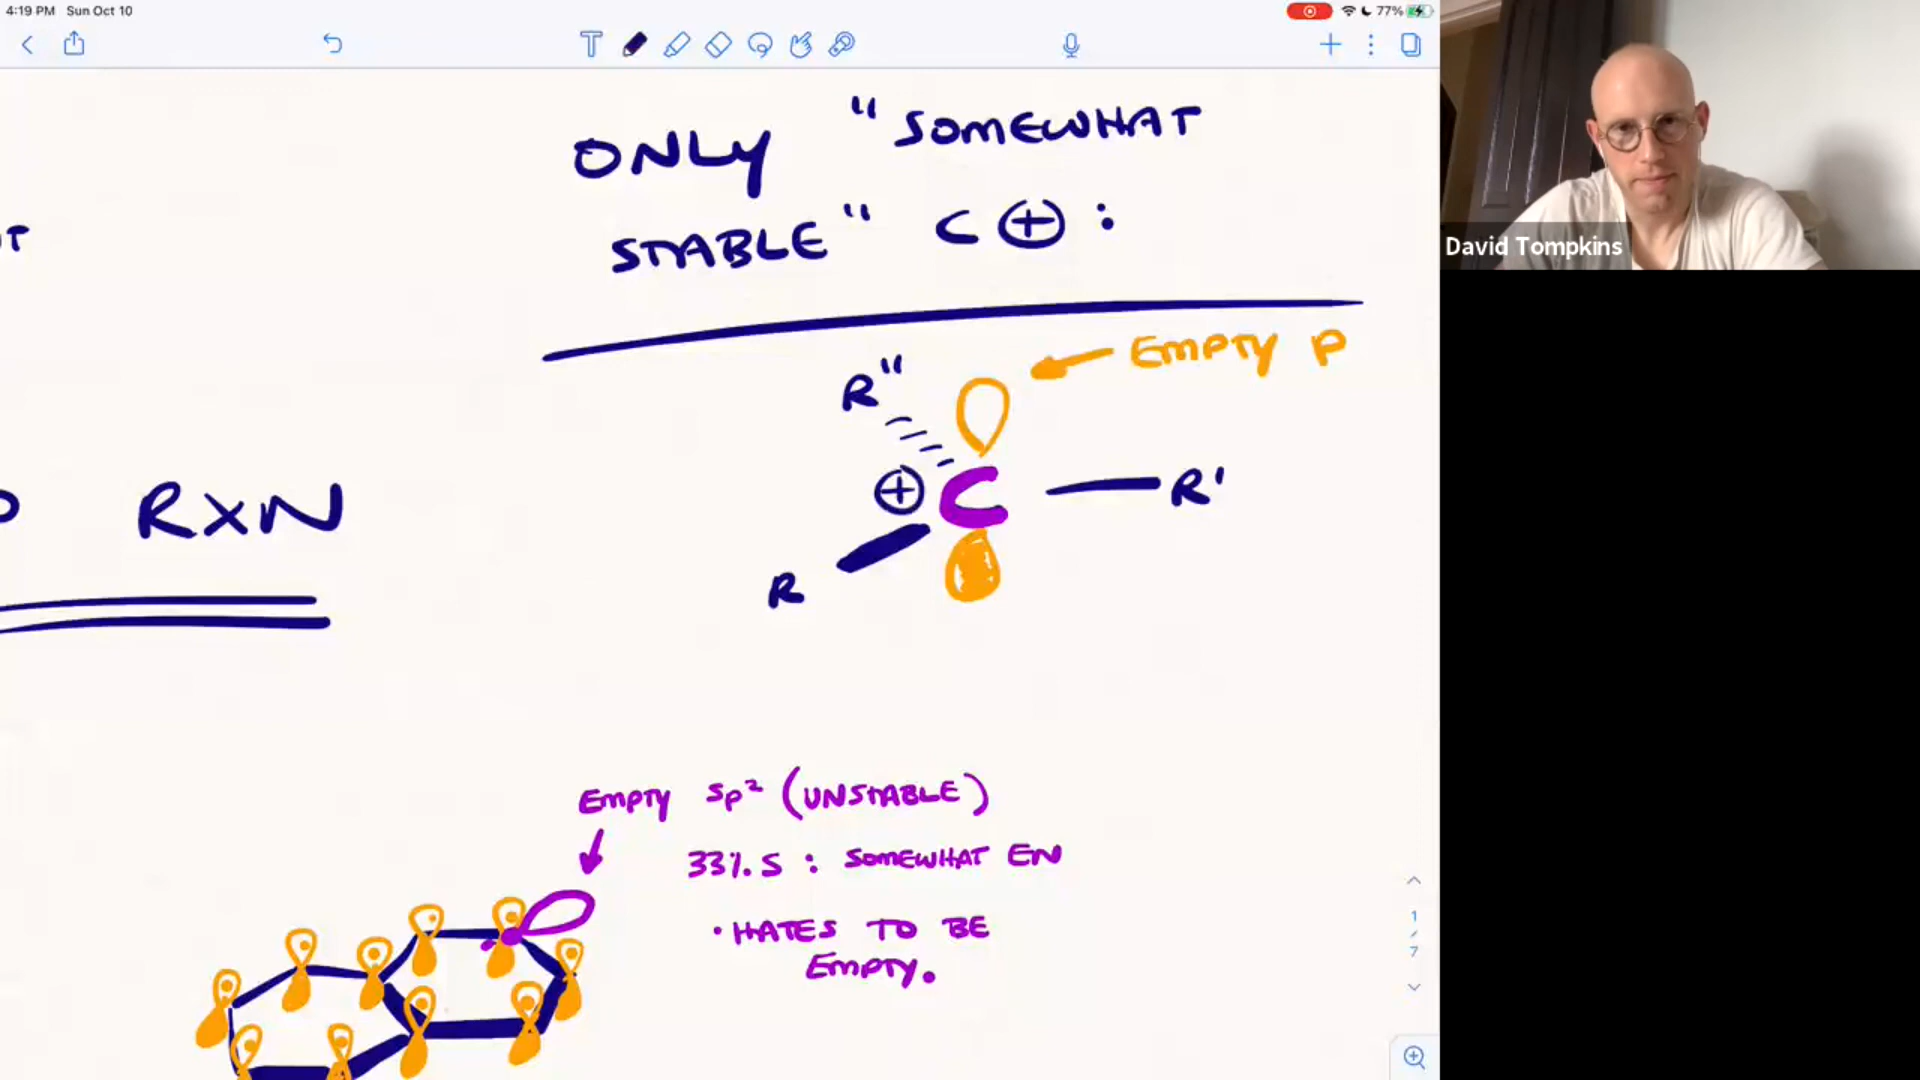 4:19 PM Sun Oct 10
77%
ONLY "SOMEWHAT
STABLE" C ⊕ :
David Tompkins
T
RXN
EMPTY P
R"
⊕ C R'
R
EMPTY sp² (UNSTABLE)
33% S : SOMEWHAT EN
• HATES TO BE
EMPTY.
1
/
7